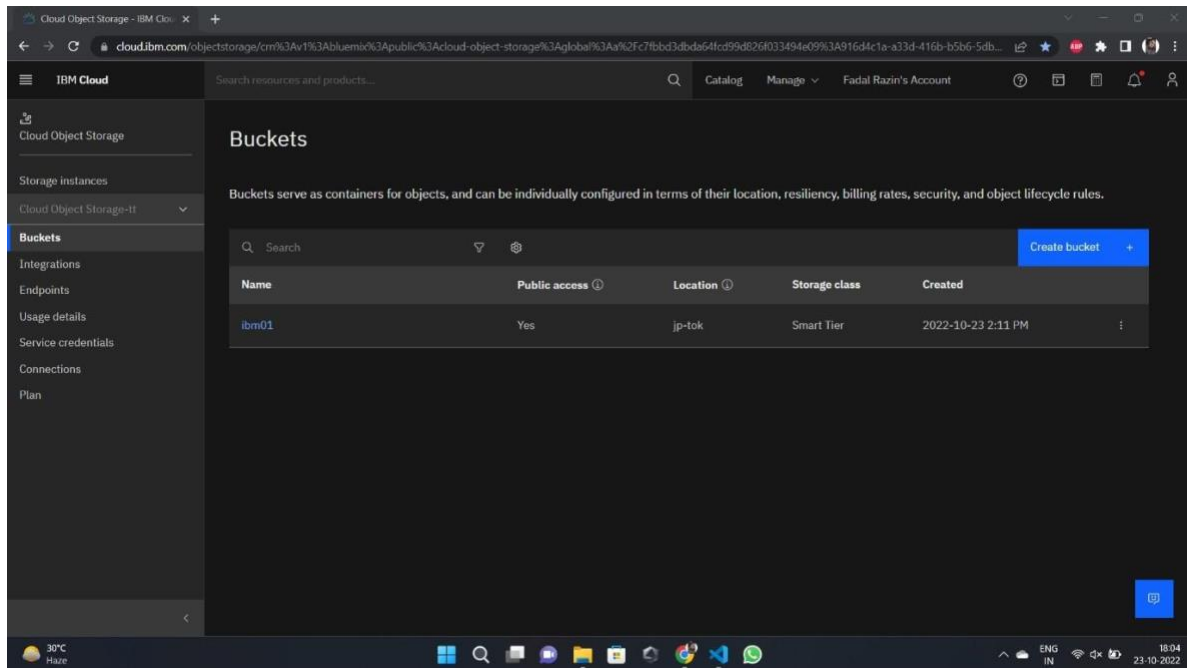 Cloud Object Storage - IBM Clou
cloud.ibm.com/objectstorage/crn%3Av1%3Abluemix%3Apublic%3Acloud-object-storage%3Aglobal%3Aa%2Fc7fbbd3dbda64fcd99d826f033494e09%3A916d4c1a-a33d-416b-b5b6-5db...
ABP
IBM Cloud
Search resources and products...
Catalog
Manage
Fadal Razin's Account
Cloud Object Storage
Storage instances
Cloud Object Storage-tt
Buckets
Integrations
Endpoints
Usage details
Service credentials
Connections
Plan
Buckets
Buckets serve as containers for objects, and can be individually configured in terms of their location, resiliency, billing rates, security, and object lifecycle rules.
Search
Create bucket +
Name Public access Location Storage class Created
ibm01 Yes jp-tok Smart Tier 2022-10-23 2:11 PM
30°C
Haze
ENG
IN
18:04
23-10-2022